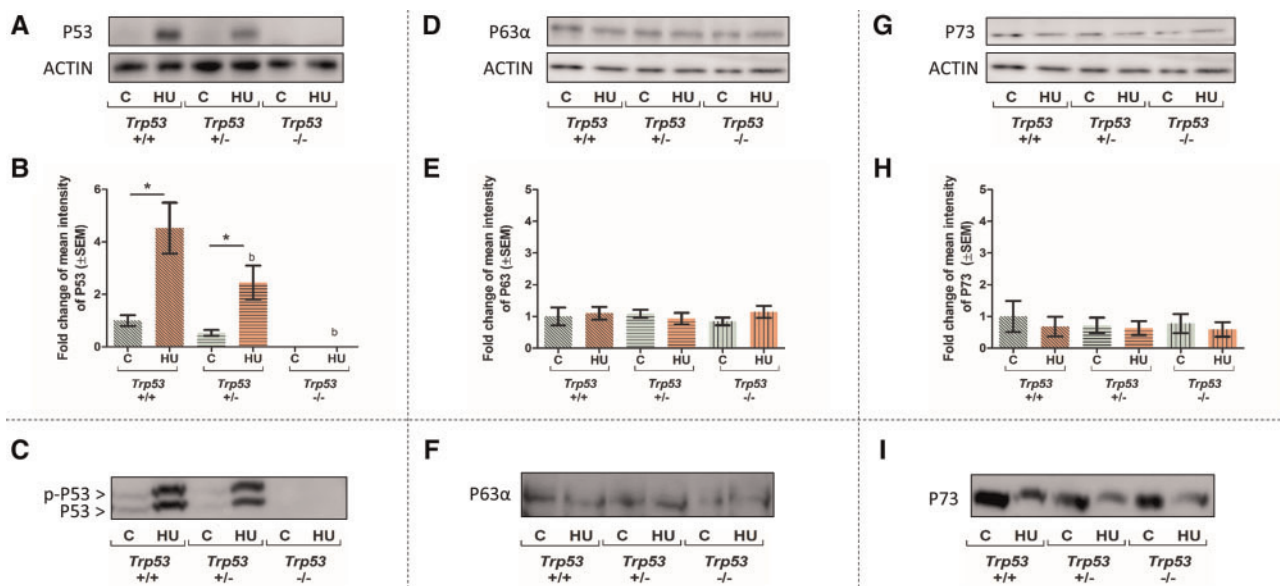 A
P53
ACTIN
C HU C HU C HU
Trp53 Trp53 Trp53
+/+ +/- -/-
B
Fold change of mean intensity
of P53 (±SEM)
6
4
2
0
*
*
b
b
C HU C HU C HU
Trp53 Trp53 Trp53
+/+ +/- -/-
C
p-P53 >
P53 >
C HU C HU C HU
Trp53 Trp53 Trp53
+/+ +/- -/-
D
P63α
ACTIN
C HU C HU C HU
Trp53 Trp53 Trp53
+/+ +/- -/-
E
Fold change of mean intensity
of P63 (±SEM)
5
4
3
2
1
0
C HU C HU C HU
Trp53 Trp53 Trp53
+/+ +/- -/-
F
P63α
C HU C HU C HU
Trp53 Trp53 Trp53
+/+ +/- -/-
G
P73
ACTIN
C HU C HU C HU
Trp53 Trp53 Trp53
+/+ +/- -/-
H
Fold change of mean intensity
of P73 (±SEM)
5
4
3
2
1
0
C HU C HU C HU
Trp53 Trp53 Trp53
+/+ +/- -/-
I
P73
C HU C HU C HU
Trp53 Trp53 Trp53
+/+ +/- -/-